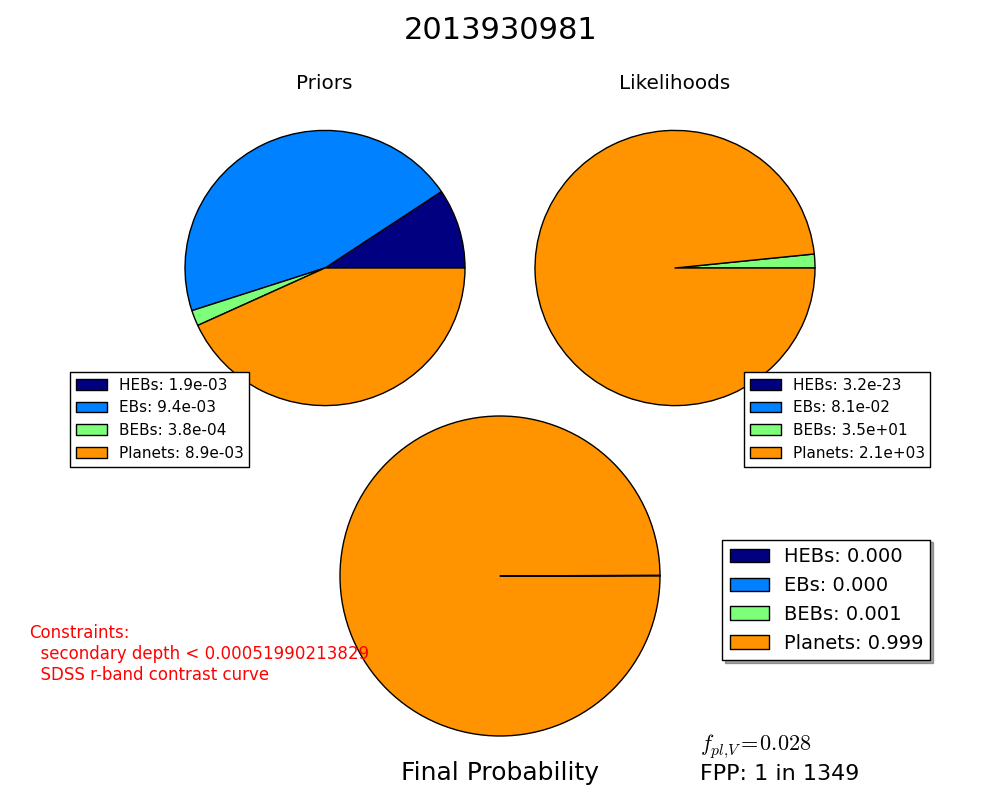 2013930981
Priors
Likelihoods
HEBs: 1.9e-03
EBs: 9.4e-03
BEBs: 3.8e-04
Planets: 8.9e-03
HEBs: 3.2e-23
EBs: 8.1e-02
BEBs: 3.5e+01
Planets: 2.1e+03
HEBs: 0.000
EBs: 0.000
BEBs: 0.001
Planets: 0.999
Constraints:
secondary depth < 0.00051990213829
SDSS r-band contrast curve
f_{pl,V}=0.028
Final Probability
FPP: 1 in 1349